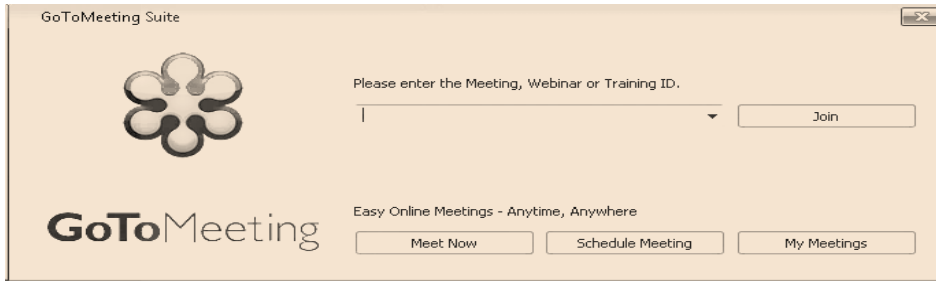 GoToMeeting Suite
Please enter the Meeting, Webinar or Training ID.
Join
GoToMeeting
Easy Online Meetings - Anytime, Anywhere
Meet Now
Schedule Meeting
My Meetings